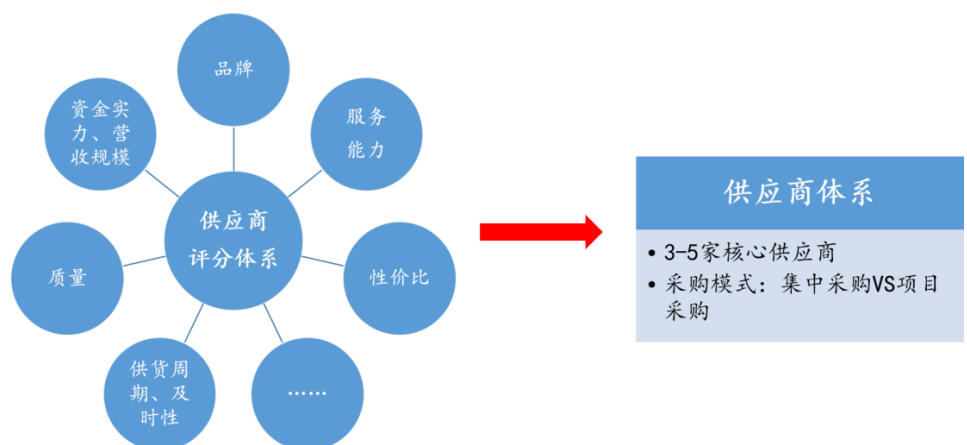 品牌
服务
能力
性价比
……
供货周
期、及
时性
质量
资金实
力、营
收规模
供应商
评分体系
供应商体系
• 3-5家核心供应商
• 采购模式：集中采购VS项目
采购